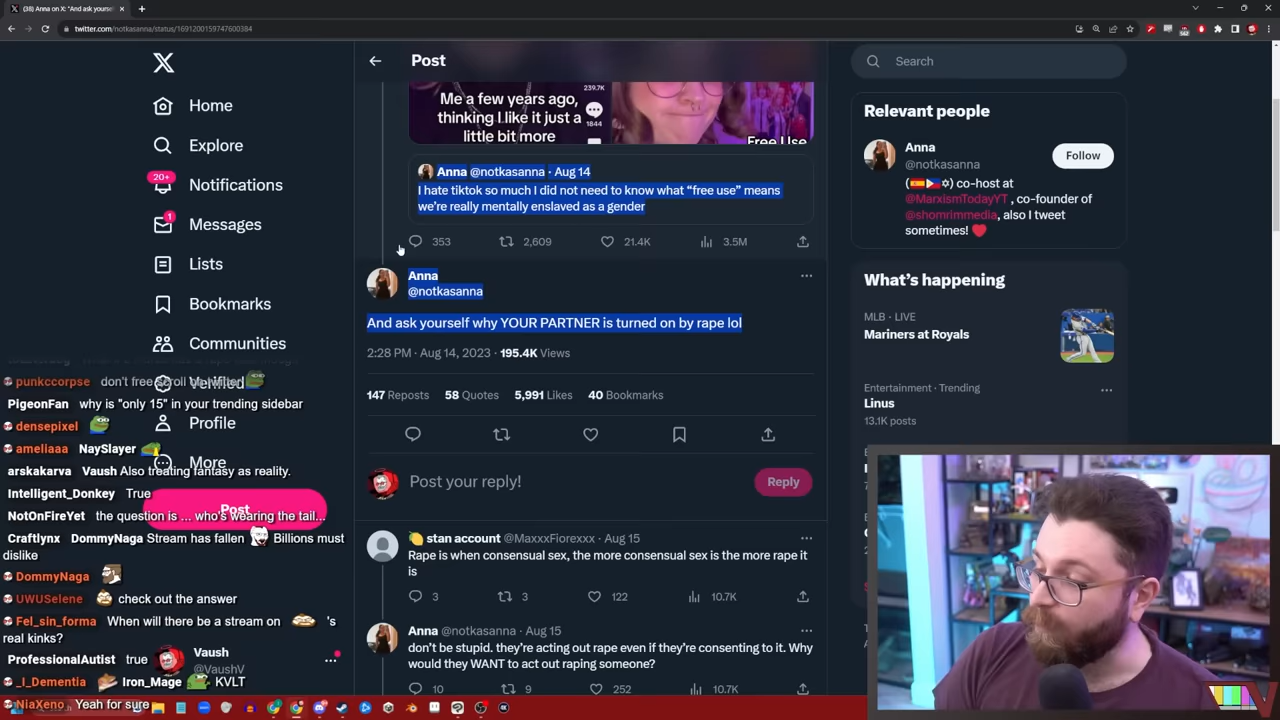 (38) Anna on X: "And ask yourself
twitter.com/notkasanna/status/1691200159747600384
Home
Explore
20+
Notifications
1
Messages
Lists
Bookmarks
Communities
Verified
Profile
More
Post
Vaush
@VaushV
punkccorpse don't free scroll on twitter
PigeonFan why is "only 15" in your trending sidebar
densepixel
ameliaaa NaySlayer
arskakarva Vaush Also treating fantasy as reality.
Intelligent_Donkey True
NotOnFireYet the question is ... who's wearing the tail...
Craftlynx DommyNaga Stream has fallen Billions must
dislike
DommyNaga
UWUSelene check out the answer
Fel_sin_forma When will there be a stream on 's
real kinks?
ProfessionalAutist true
_I_Dementia Iron_Mage KVLT
NiaXeno Yeah for sure
Post
Me a few years ago,
thinking I like it just a
little bit more
239.7K
1844
Free Use
Anna @notkasanna · Aug 14
I hate tiktok so much I did not need to know what “free use” means
we’re really mentally enslaved as a gender
353 2,609 21.4K 3.5M
Anna
@notkasanna
And ask yourself why YOUR PARTNER is turned on by rape lol
2:28 PM · Aug 14, 2023 · 195.4K Views
147 Reposts 58 Quotes 5,991 Likes 40 Bookmarks
Post your reply!
Reply
stan account @MaxxxFiorexxx · Aug 15
Rape is when consensual sex, the more consensual sex is the more rape it
is
3 3 122 10.7K
Anna @notkasanna · Aug 15
don’t be stupid. they’re acting out rape even if they’re consenting to it. Why
would they WANT to act out raping someone?
10 9 252 10.7K
Search
Relevant people
Anna
@notkasanna
Follow
co-host at
@MarxismTodayYT , co-founder of
@shomrimmedia, also I tweet
sometimes!
What’s happening
MLB · LIVE
Mariners at Royals
Entertainment · Trending
Linus
13.1K posts